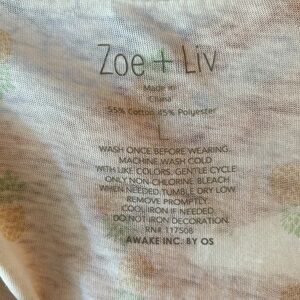 Zoe + Liv
Made in
China
55% Cotton 45% Polyester
L
WASH ONCE BEFORE WEARING.
MACHINE WASH COLD
WITH LIKE COLORS, GENTLE CYCLE
ONLY NON-CHLORINE BLEACH
WHEN NEEDED TUMBLE DRY LOW
REMOVE PROMPTLY.
COOL IRON IF NEEDED.
DO NOT IRON DECORATION.
RN# 117508
AWAKE INC. BY OS